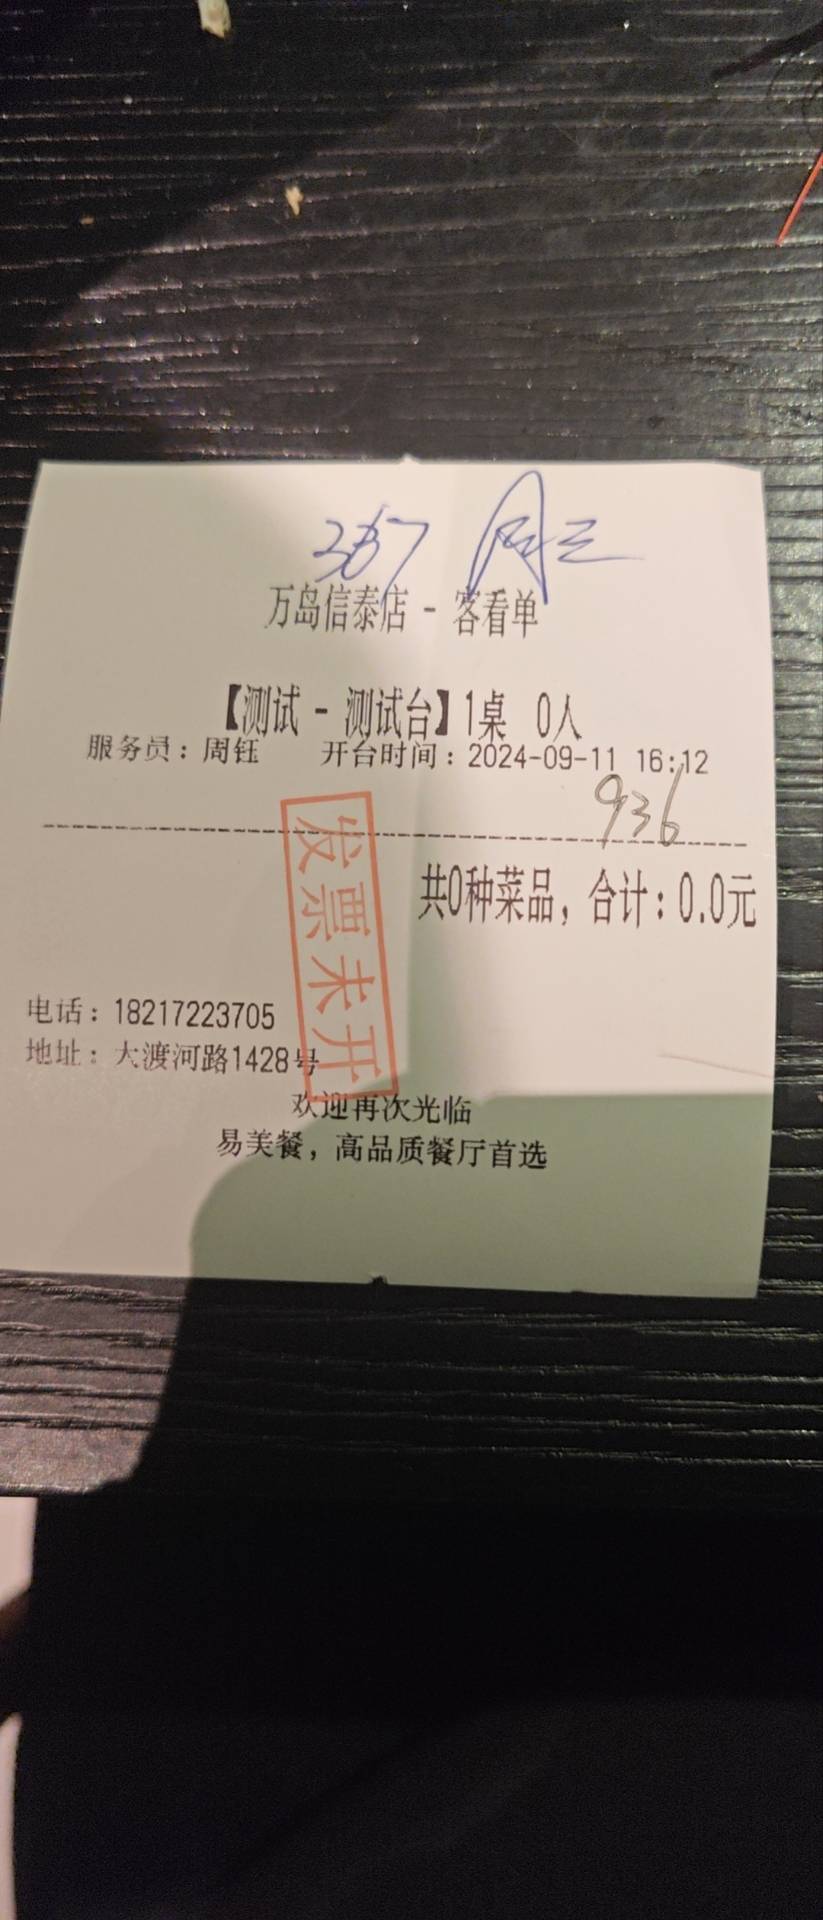 367
万岛信泰店 - 客看单
【测试 - 测试台】1桌 0人
服务员：周钰 开台时间：2024-09-11 16:12
936
共0种菜品，合计：0.0元
发票未开
电话：18217223705
地址：大渡河路1428号
欢迎再次光临
易美餐，高品质餐厅首选